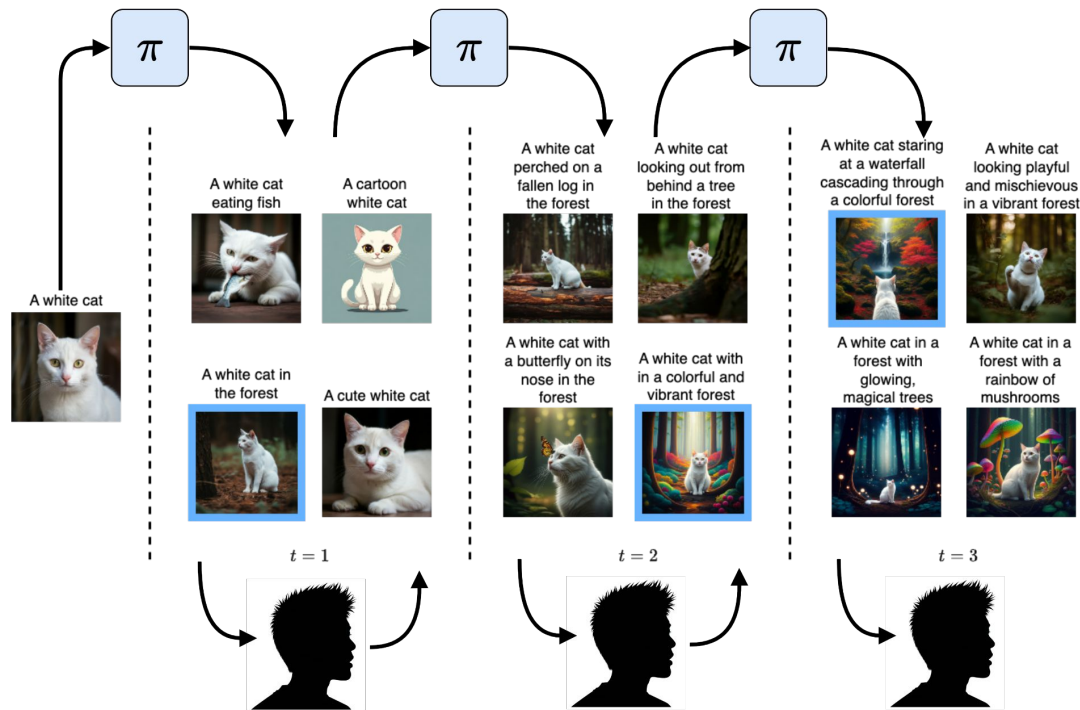 π
π
π
A white cat
A white cat
eating fish
A cartoon
white cat
A white cat in
the forest
A cute white cat
t = 1
A white cat
perched on a
fallen log in
the forest
A white cat
looking out from
behind a tree
in the forest
A white cat with
a butterfly on its
nose in the
forest
A white cat with
in a colorful and
vibrant forest
t = 2
A white cat staring
at a waterfall
cascading through
a colorful forest
A white cat
looking playful
and mischievous
in a vibrant forest
A white cat in a
forest with
glowing,
magical trees
A white cat in a
forest with a
rainbow of
mushrooms
t = 3